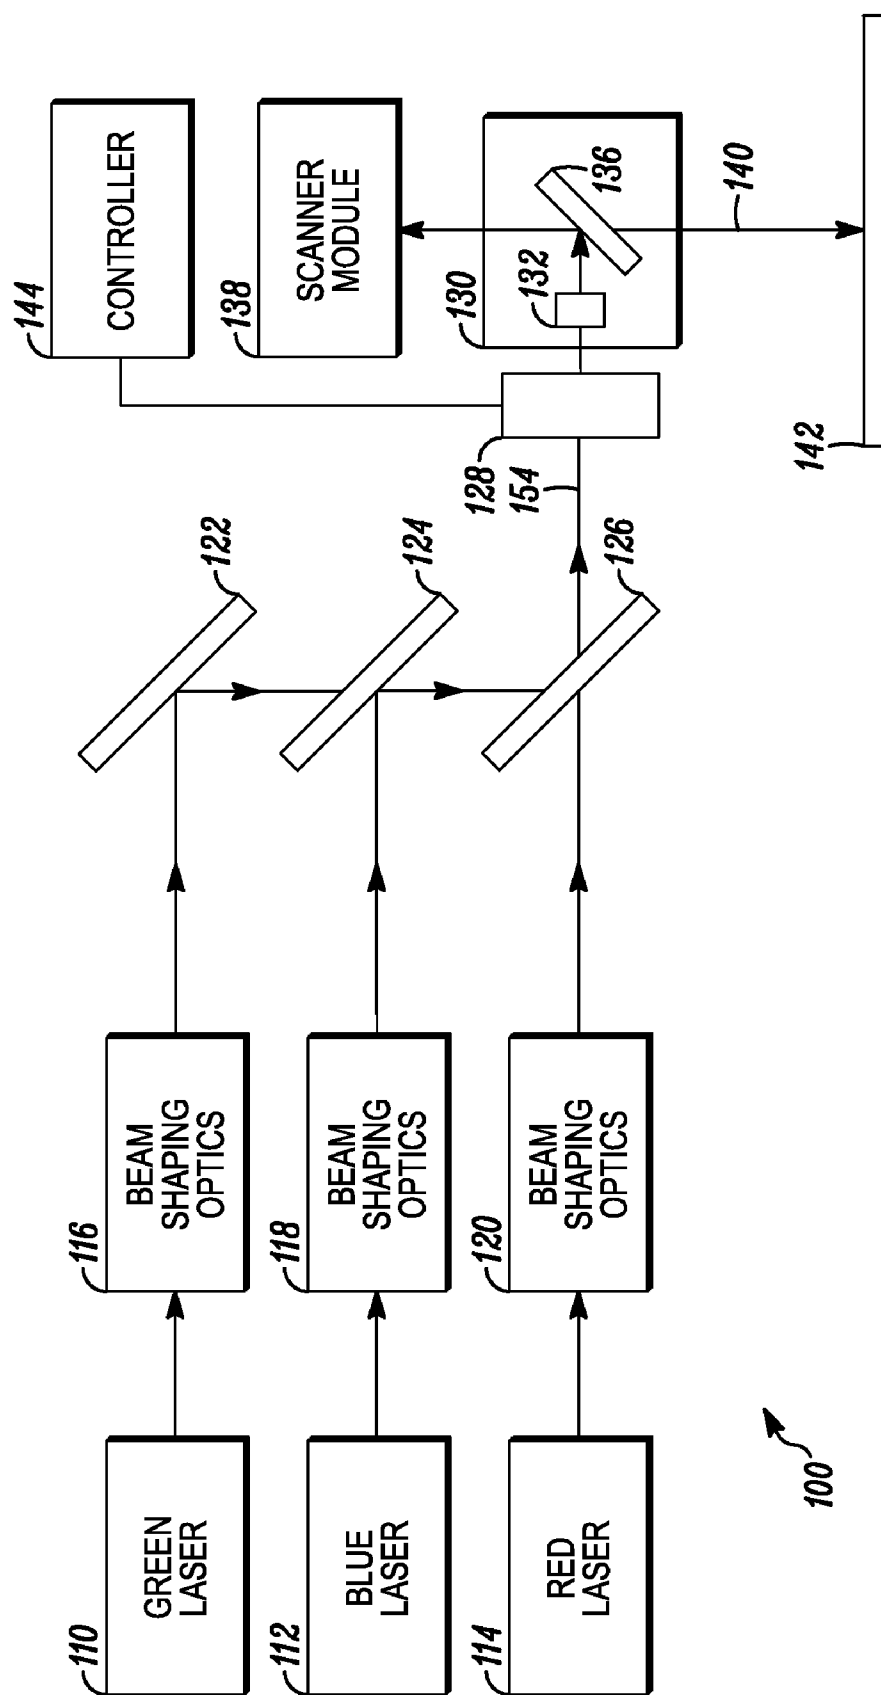 110
GREEN
LASER
116
BEAM
SHAPING
OPTICS
122
144
CONTROLLER
112
BLUE
LASER
118
BEAM
SHAPING
OPTICS
124
138
SCANNER
MODULE
114
RED
LASER
120
BEAM
SHAPING
OPTICS
126
128
154
130
132
136
140
142
100